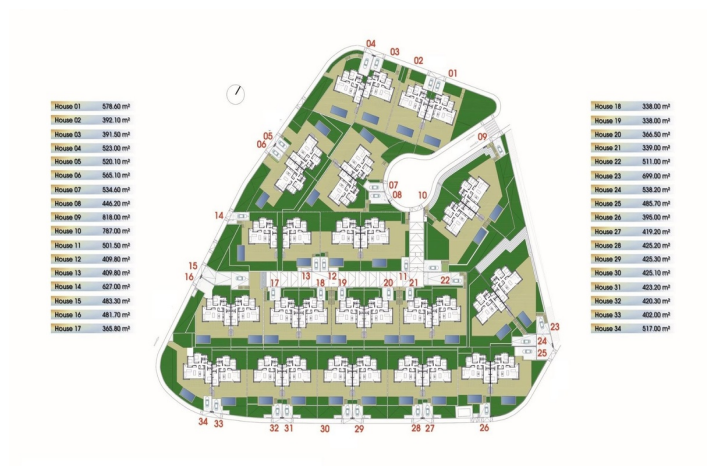 House 01 578.60 m²
House 02 392.10 m²
House 03 391.50 m²
House 04 523.00 m²
House 05 520.10 m²
House 06 565.10 m²
House 07 534.60 m²
House 08 446.20 m²
House 09 818.00 m²
House 10 787.00 m²
House 11 501.50 m²
House 12 409.80 m²
House 13 409.80 m²
House 14 627.00 m²
House 15 483.30 m²
House 16 481.70 m²
House 17 365.80 m²
04
03
02
01
05
06
09
07
08
10
14
15
16
13
12
11
22
17
18
19
20
21
23
24
25
34
33
32
31
30
29
28
27
26
House 18 338.00 m²
House 19 338.00 m²
House 20 366.50 m²
House 21 339.00 m²
House 22 511.00 m²
House 23 699.00 m²
House 24 538.20 m²
House 25 485.70 m²
House 26 395.00 m²
House 27 419.20 m²
House 28 425.20 m²
House 29 425.30 m²
House 30 425.10 m²
House 31 423.20 m²
House 32 420.30 m²
House 33 402.00 m²
House 34 517.00 m²